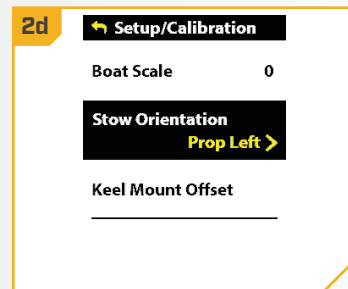 2d
Setup/Calibration
Boat Scale 0
Stow Orientation
Prop Left >
Keel Mount Offset